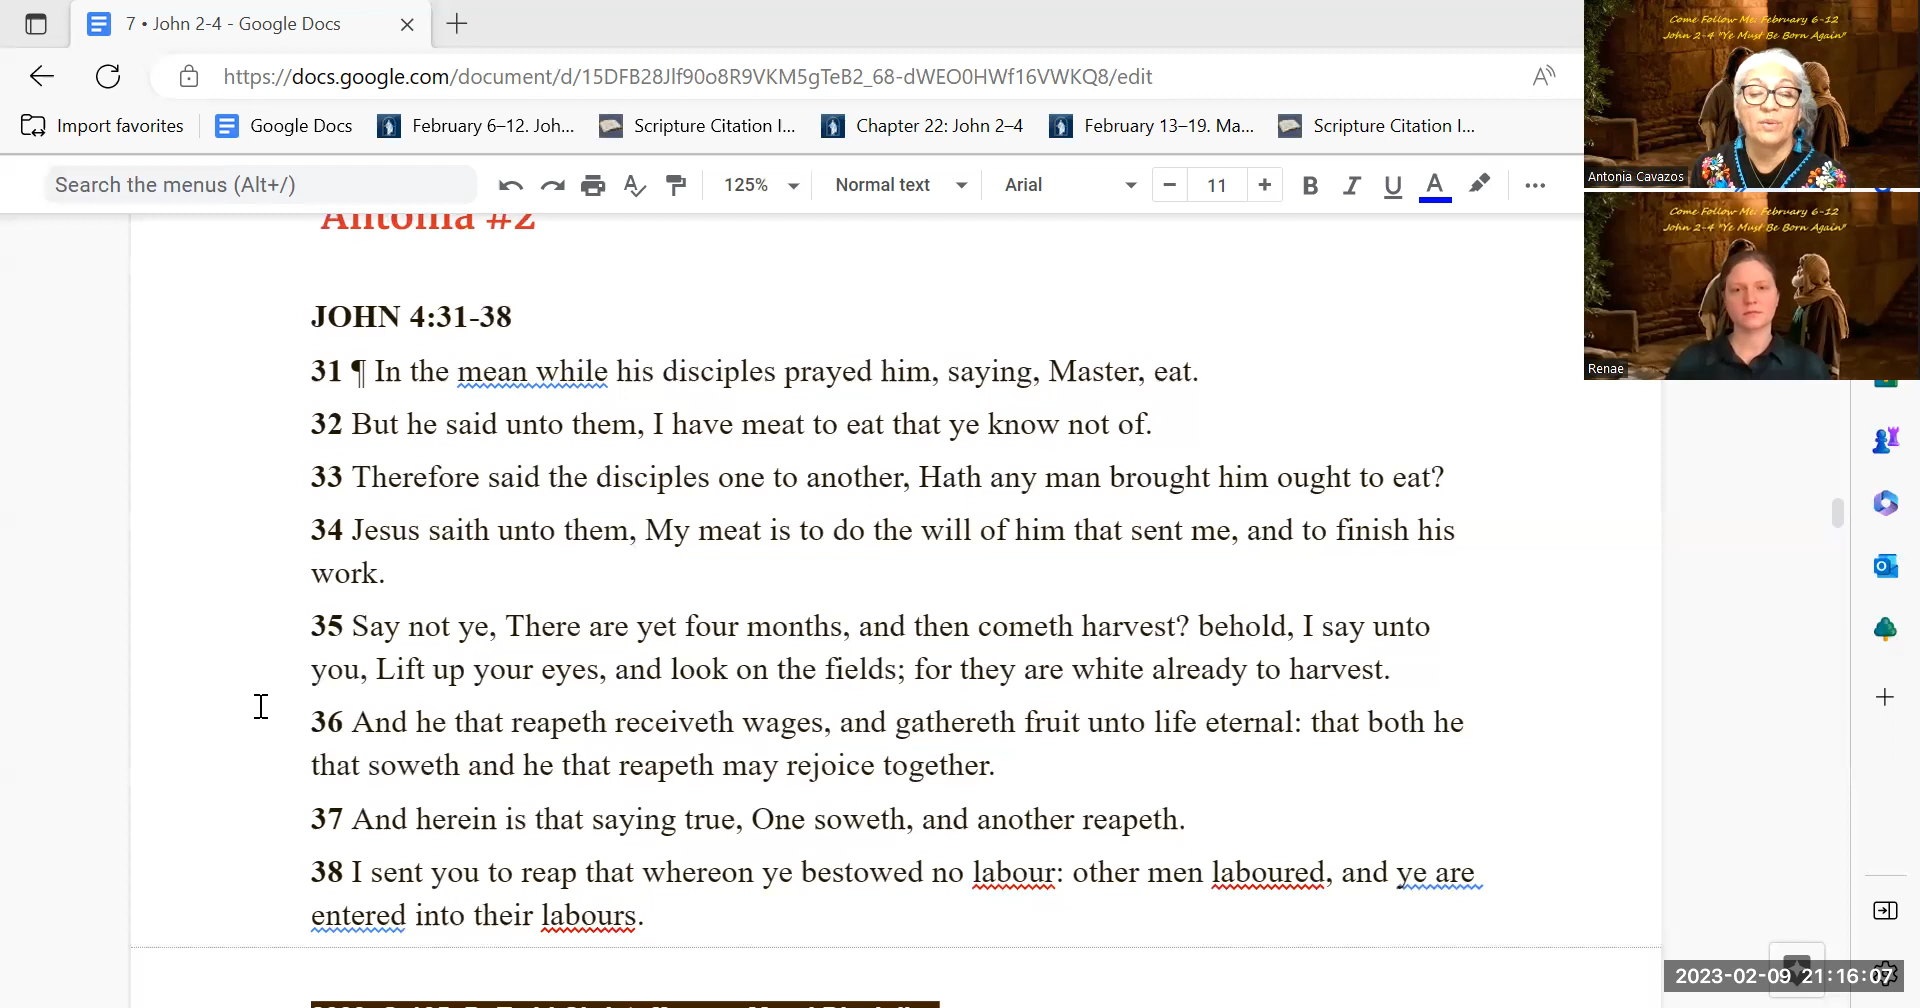 7 • John 2-4 - Google Docs
https://docs.google.com/document/d/15DFB28Jlf90o8R9VKM5gTeB2_68-dWEO0HWf16VWKQ8/edit
Import favorites Google Docs February 6–12. Joh... Scripture Citation I... Chapter 22: John 2–4 February 13–19. Ma... Scripture Citation I...
Search the menus (Alt+/) 125% Normal text Arial 11
Come Follow Me: February 6-12
John 2-4 "Ye Must Be Born Again"
Antonia Cavazos
Come Follow Me: February 6-12
John 2-4 "Ye Must Be Born Again"
Renae
Antonia #2
JOHN 4:31-38
31 ¶ In the mean while his disciples prayed him, saying, Master, eat.
32 But he said unto them, I have meat to eat that ye know not of.
33 Therefore said the disciples one to another, Hath any man brought him ought to eat?
34 Jesus saith unto them, My meat is to do the will of him that sent me, and to finish his
work.
35 Say not ye, There are yet four months, and then cometh harvest? behold, I say unto
you, Lift up your eyes, and look on the fields; for they are white already to harvest.
36 And he that reapeth receiveth wages, and gathereth fruit unto life eternal: that both he
that soweth and he that reapeth may rejoice together.
37 And herein is that saying true, One soweth, and another reapeth.
38 I sent you to reap that whereon ye bestowed no labour: other men laboured, and ye are
entered into their labours.
2023-02-09 21:16:07